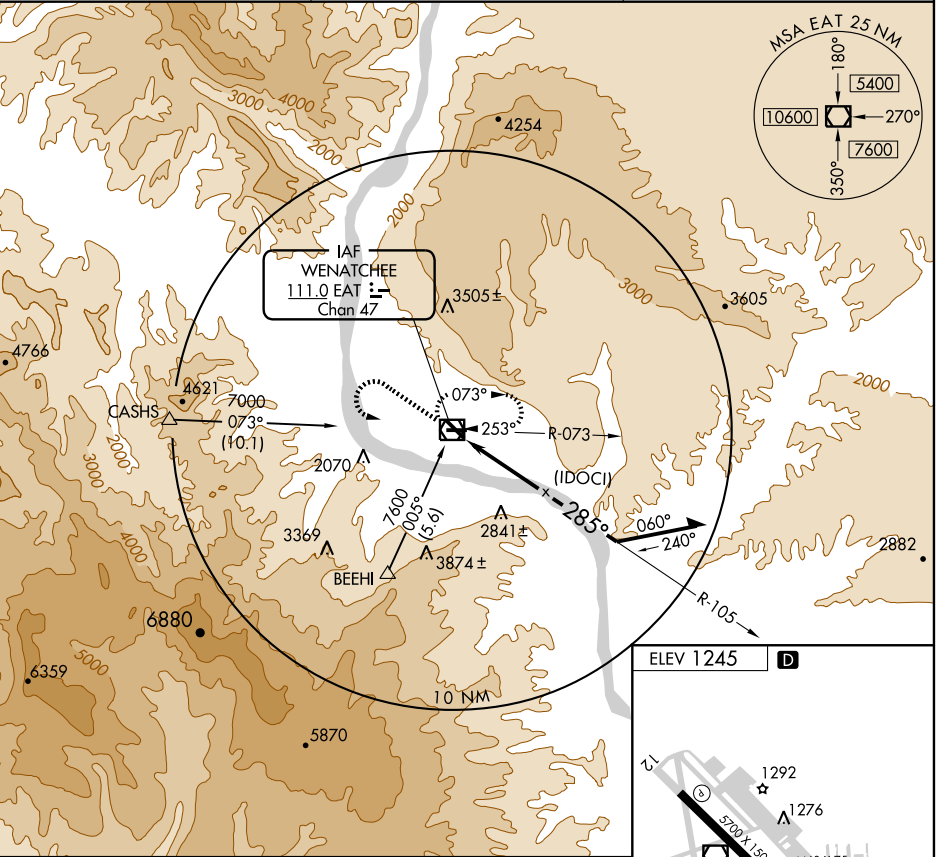 MSA EAT 25 NM
180°
5400
10600
270°
7600
350°
3000
4000
2000
4254
2000
IAF
WENATCHEE
111.0 EAT
Chan 47
3505±
3000
3605
4766
4621
CASHS
7000
073°
(10.1)
073°
253°
R-073
2000
3000
2000
2070
(IDOCI)
7600
005°
(5.6)
285°
2841±
060°
240°
3369
3874±
BEEHI
4000
2882
R-105
6880
6359
5000
10 NM
5870
ELEV 1245
D
12
1292
P
1276
5700 X 150